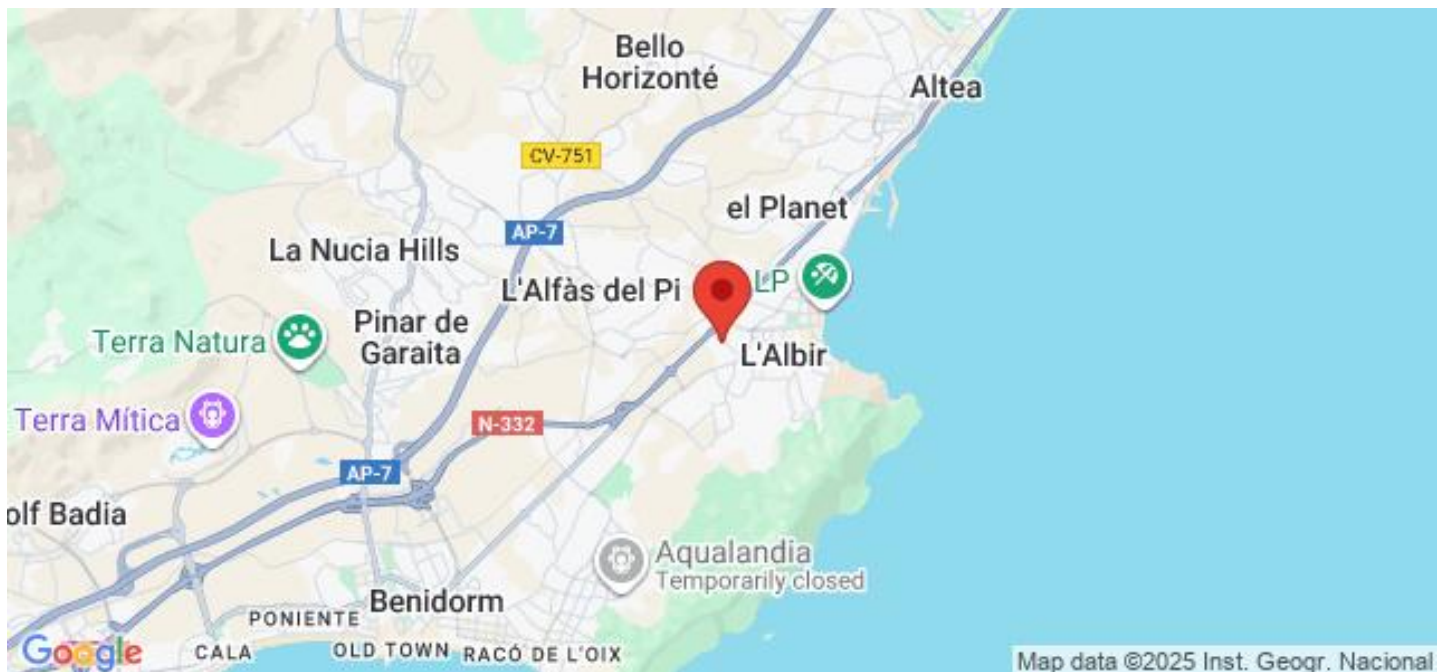 Bello
Horizonté
Altea
CV-751
el Planet
AP-7
La Nucia Hills
L'Alfàs del Pi
LP
Terra Natura
Pinar de
Garaita
L'Albir
Terra Mítica
N-332
AP-7
olf Badia
Aqualandia
Temporarily closed
Benidorm
PONIENTE
Google
CALA
OLD TOWN
RACÓ DE L'OIX
Map data ©2025 Inst. Geogr. Nacional